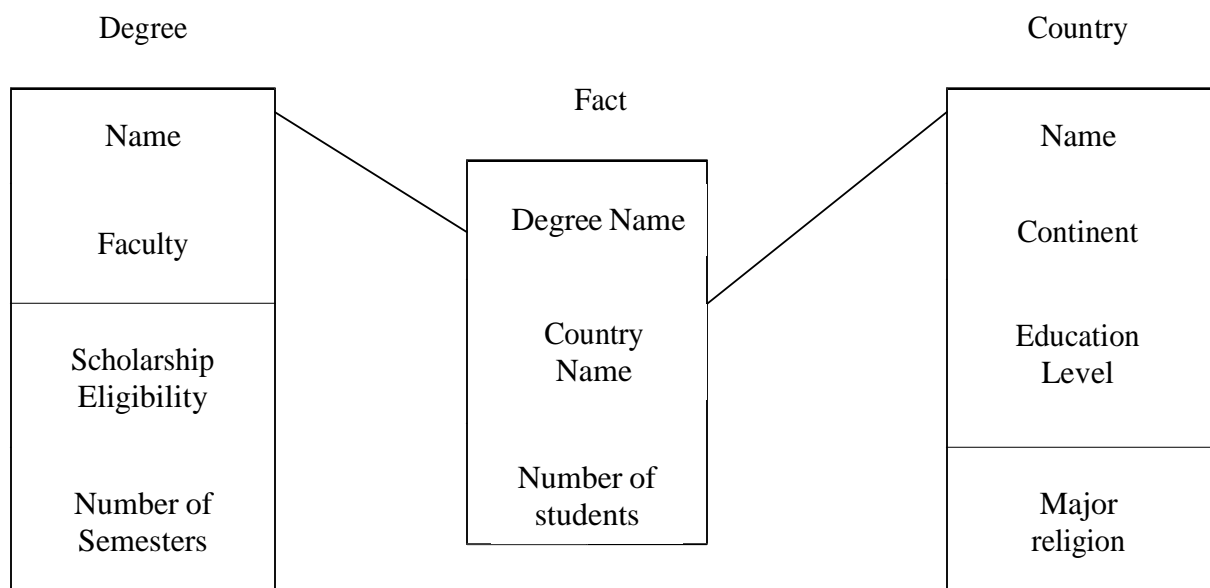 Degree
Name
Faculty
Scholarship
Eligibility
Number of
Semesters
Fact
Degree Name
Country
Name
Number of
students
Country
Name
Continent
Education
Level
Major
religion